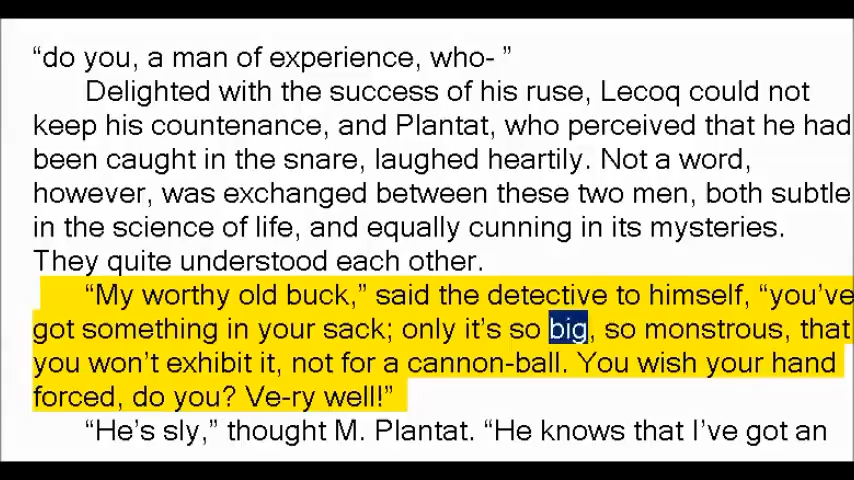 “do you, a man of experience, who- ”
Delighted with the success of his ruse, Lecoq could not
keep his countenance, and Plantat, who perceived that he had
been caught in the snare, laughed heartily. Not a word,
however, was exchanged between these two men, both subtle
in the science of life, and equally cunning in its mysteries.
They quite understood each other.
“My worthy old buck,” said the detective to himself, “you’ve
got something in your sack; only it’s so big, so monstrous, that
you won’t exhibit it, not for a cannon-ball. You wish your hand
forced, do you? Ve-ry well!”
“He’s sly,” thought M. Plantat. “He knows that I’ve got an